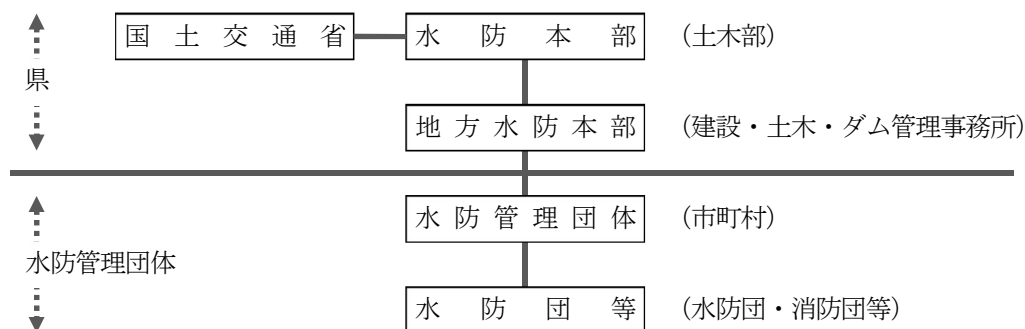 国土交通省 水防本部 (土木部)
県
地方水防本部 (建設・土木・ダム管理事務所)
水防管理団体 (市町村)
水防管理団体
水防団等 (水防団・消防団等)